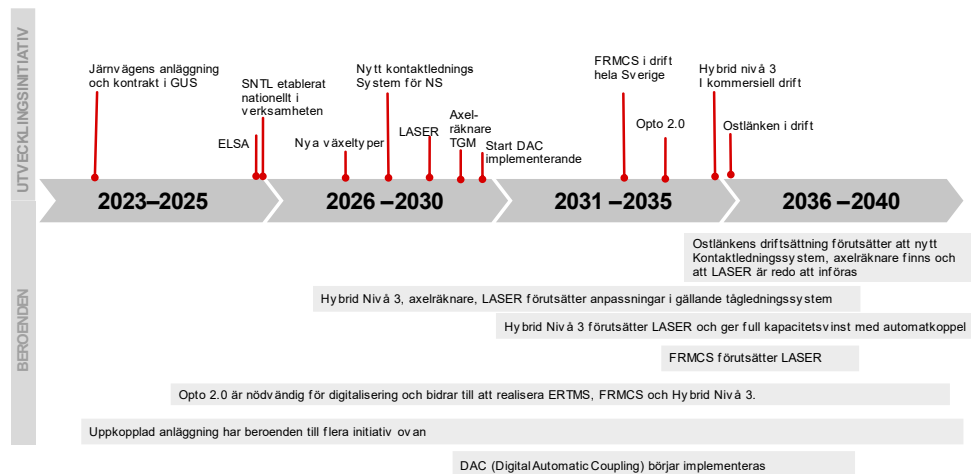 UTVECKLINGSINITIATIV
Järnvägens anläggning
och kontrakt i GUS
SNTL etablerat
nationellt i
verksamheten
ELSA
Nya växeltyper
Nytt kontaktlednings-
System för NS
LASER
Axel-
räknare
TGM
Start DAC
implementerande
FRMCS i drift
hela Sverige
Opto 2.0
Hybrid nivå 3
I kommersiell drift
Ostlänken i drift
2023–2025
2026–2030
2031–2035
2036–2040
BEROENDEN
Ostlänkens driftsättning förutsätter att nytt
Kontaktledningssystem, axelräknare finns och
att LASER är redo att införas
Hybrid Nivå 3, axelräknare, LASER förutsätter anpassningar i gällande tågledningssystem
Hybrid Nivå 3 förutsätter LASER och ger full kapacitetsvinst med automatkoppel
FRMCS förutsätter LASER
Opto 2.0 är nödvändig för digitalisering och bidrar till att realisera ERTMS, FRMCS och Hybrid Nivå 3.
Uppkopplad anläggning har beroenden till flera initiativ ovan
DAC (Digital Automatic Coupling) börjar implementeras